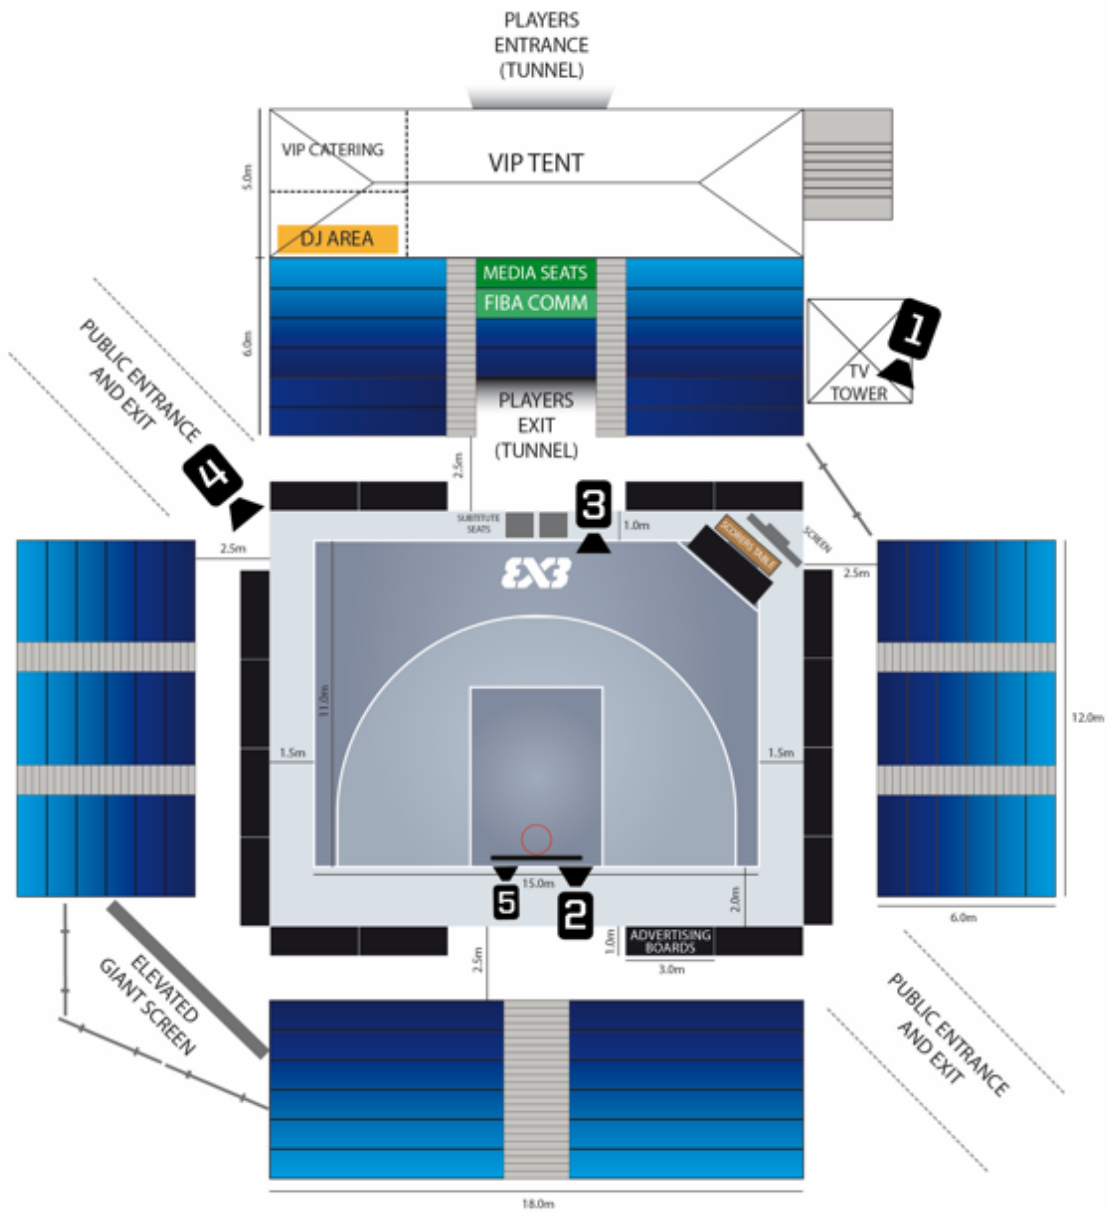 PLAYERS
ENTRANCE
(TUNNEL)
VIP CATERING
VIP TENT
5.0m
DJ AREA
MEDIA SEATS
FIBA COMM
6.0m
1
TV
TOWER
PUBLIC ENTRANCE
AND EXIT
PLAYERS
EXIT
(TUNNEL)
2.5m
4
3
SUBTITUTE
SEATS
1.0m
SCORERS TABLE
SCREEN
2.5m
2.5m
3X3
11.0m
12.0m
1.5m
1.5m
15.0m
5
2
2.0m
6.0m
ADVERTISING
BOARDS
1.0m
2.5m
3.0m
ELEVATED
GIANT SCREEN
PUBLIC ENTRANCE
AND EXIT
18.0m